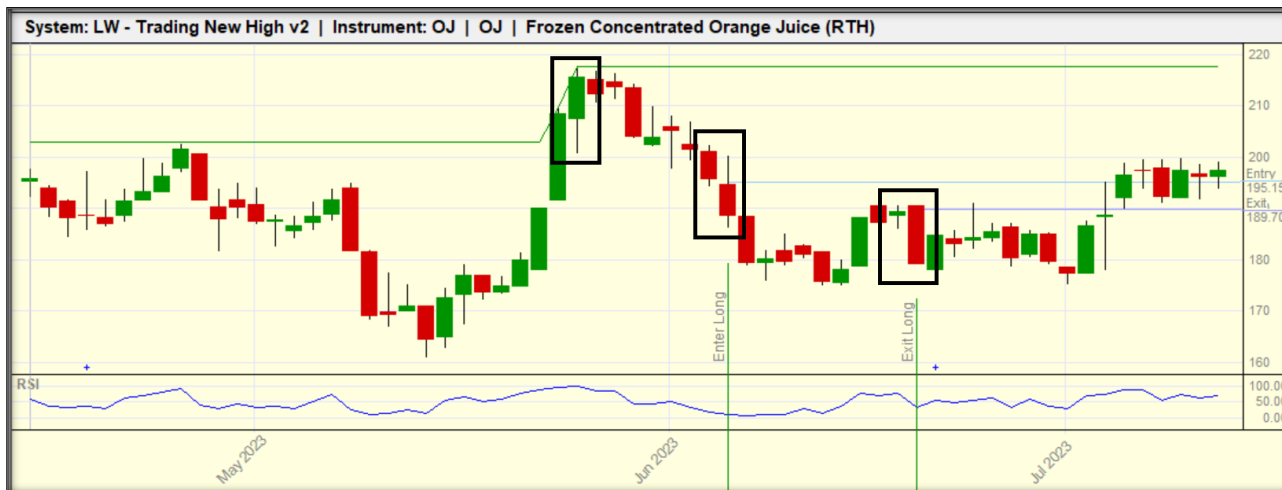 System: LW - Trading New High v2 | Instrument: OJ | OJ | Frozen Concentrated Orange Juice (RTH)
220
210
200
Entry
195.15
Exit
189.70
180
170
160
Enter Long
Exit Long
RSI
100.00
50.00
0.00
May 2023
Jun 2023
Jul 2023